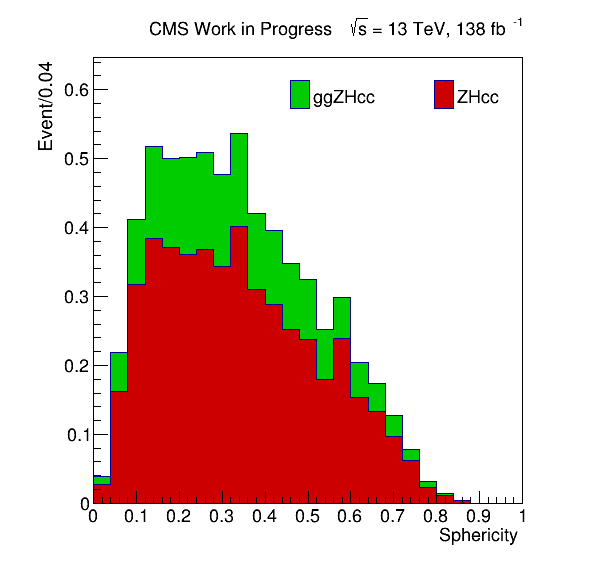 CMS Work in Progress √s = 13 TeV, 138 fb⁻¹
Event/0.04
ggZHcc ZHcc
0.6
0.5
0.4
0.3
0.2
0.1
0
0 0.1 0.2 0.3 0.4 0.5 0.6 0.7 0.8 0.9 1
Sphericity